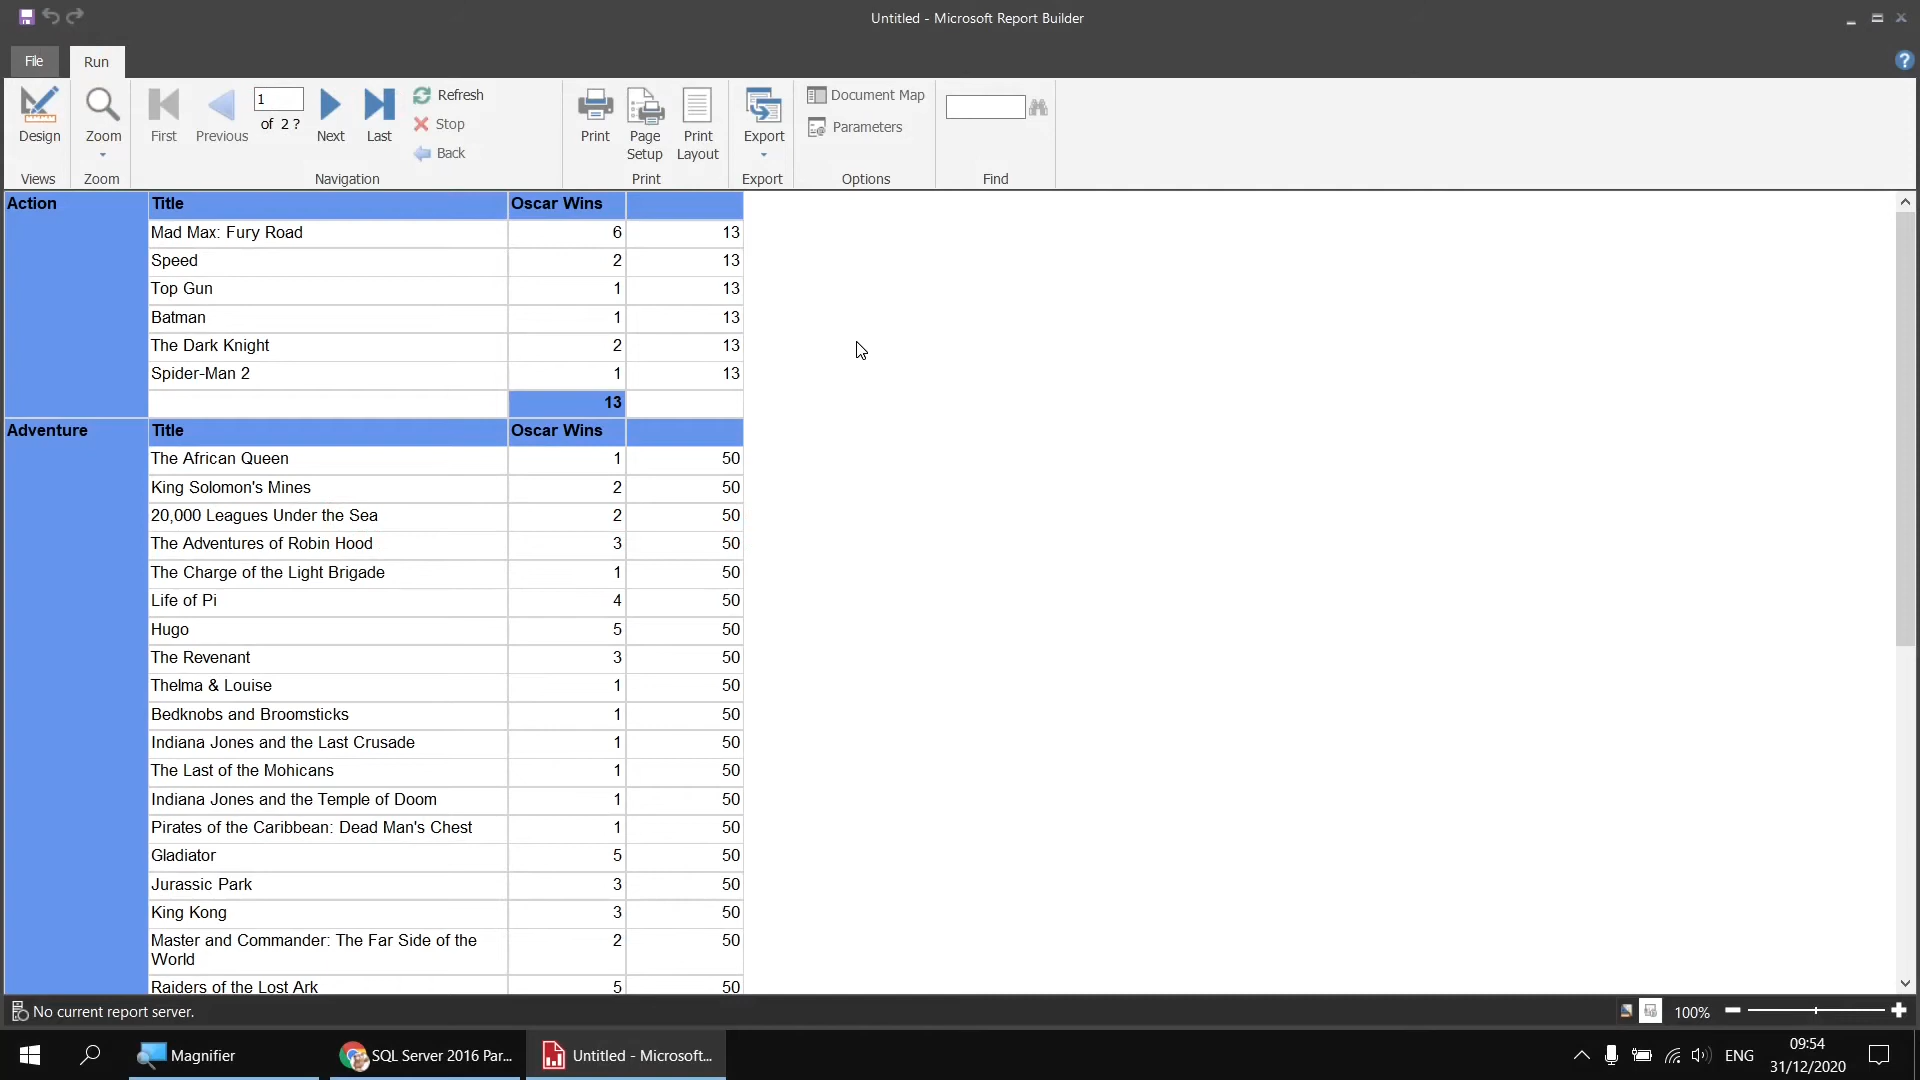 Untitled - Microsoft Report Builder
File
Run
?
Design
Zoom
First
Previous
1
of 2 ?
Next
Last
Refresh
Stop
Back
Print
Page
Setup
Print
Layout
Export
Document Map
Parameters
Views
Zoom
Navigation
Print
Export
Options
Find
Action Title Oscar Wins
Mad Max: Fury Road 6 13
Speed 2 13
Top Gun 1 13
Batman 1 13
The Dark Knight 2 13
Spider-Man 2 1 13
13
Adventure Title Oscar Wins
The African Queen 1 50
King Solomon's Mines 2 50
20,000 Leagues Under the Sea 2 50
The Adventures of Robin Hood 3 50
The Charge of the Light Brigade 1 50
Life of Pi 4 50
Hugo 5 50
The Revenant 3 50
Thelma & Louise 1 50
Bedknobs and Broomsticks 1 50
Indiana Jones and the Last Crusade 1 50
The Last of the Mohicans 1 50
Indiana Jones and the Temple of Doom 1 50
Pirates of the Caribbean: Dead Man's Chest 1 50
Gladiator 5 50
Jurassic Park 3 50
King Kong 3 50
Master and Commander: The Far Side of the 2 50
World
Raiders of the Lost Ark 5 50
No current report server.
100%
Magnifier
SQL Server 2016 Par...
Untitled - Microsoft...
ENG
09:54
31/12/2020